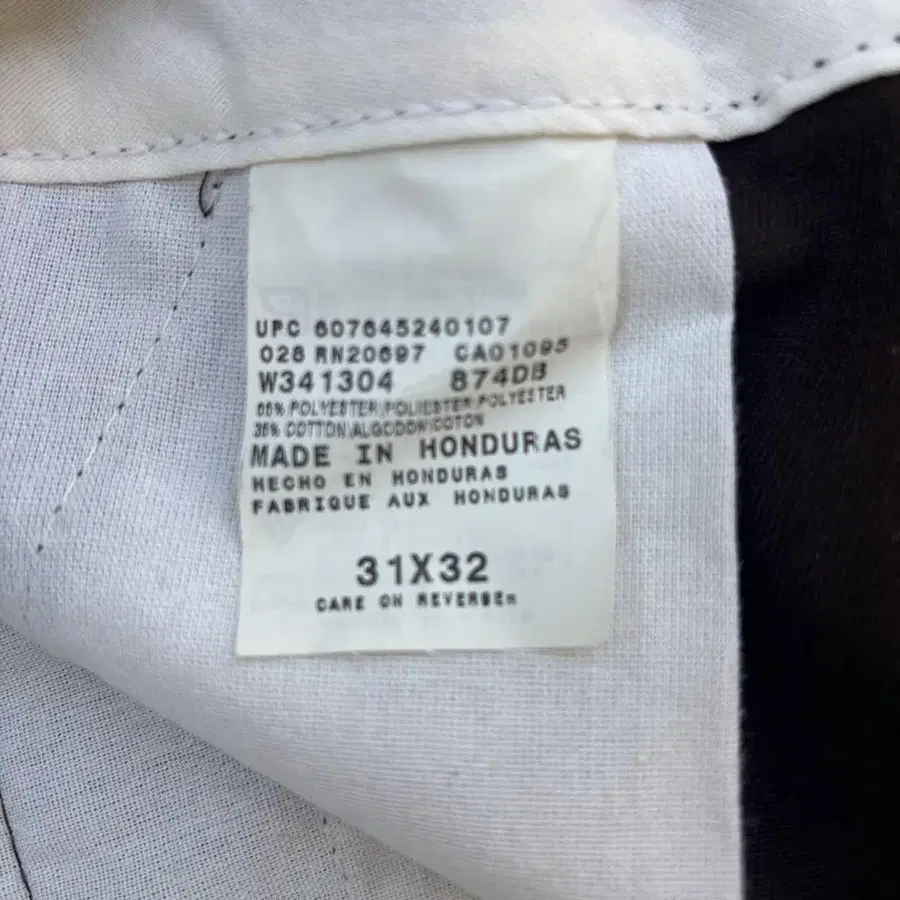 UPC 607645240107
028 RN20697 CA01095
W341304 874DB
65% POLYESTER/POLIESTER/POLYESTER
35% COTTON/ALGODON/COTON
MADE IN HONDURAS
HECHO EN HONDURAS
FABRIQUE AUX HONDURAS
31X32
CARE ON REVERSE